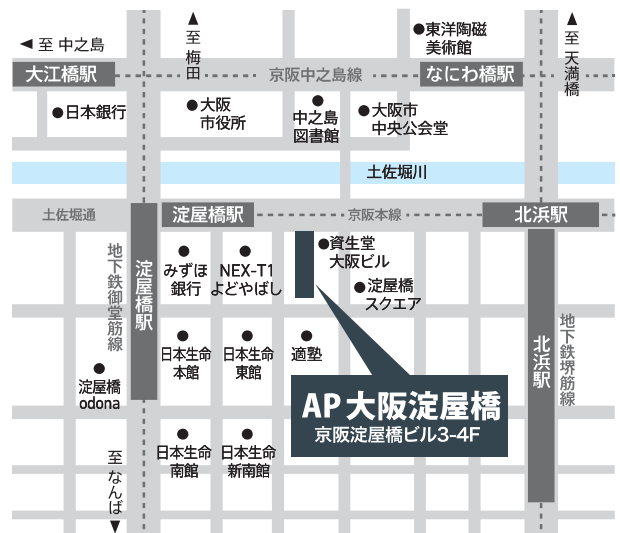 至 中之島
至 梅田
東洋陶磁
美術館
至 天満橋
大江橋駅
京阪中之島線
なにわ橋駅
日本銀行
大阪
市役所
中之島
図書館
大阪市
中央公会堂
土佐堀川
土佐堀通
淀屋橋駅
京阪本線
北浜駅
地下鉄御堂筋線
淀屋橋駅
みずほ
銀行
NEX-T1
よどやばし
資生堂
大阪ビル
淀屋橋
スクエア
北浜駅
地下鉄堺筋線
日本生命
本館
日本生命
東館
適塾
淀屋橋
odona
AP 大阪淀屋橋
京阪淀屋橋ビル3-4F
日本生命
南館
日本生命
新南館
至 なんば